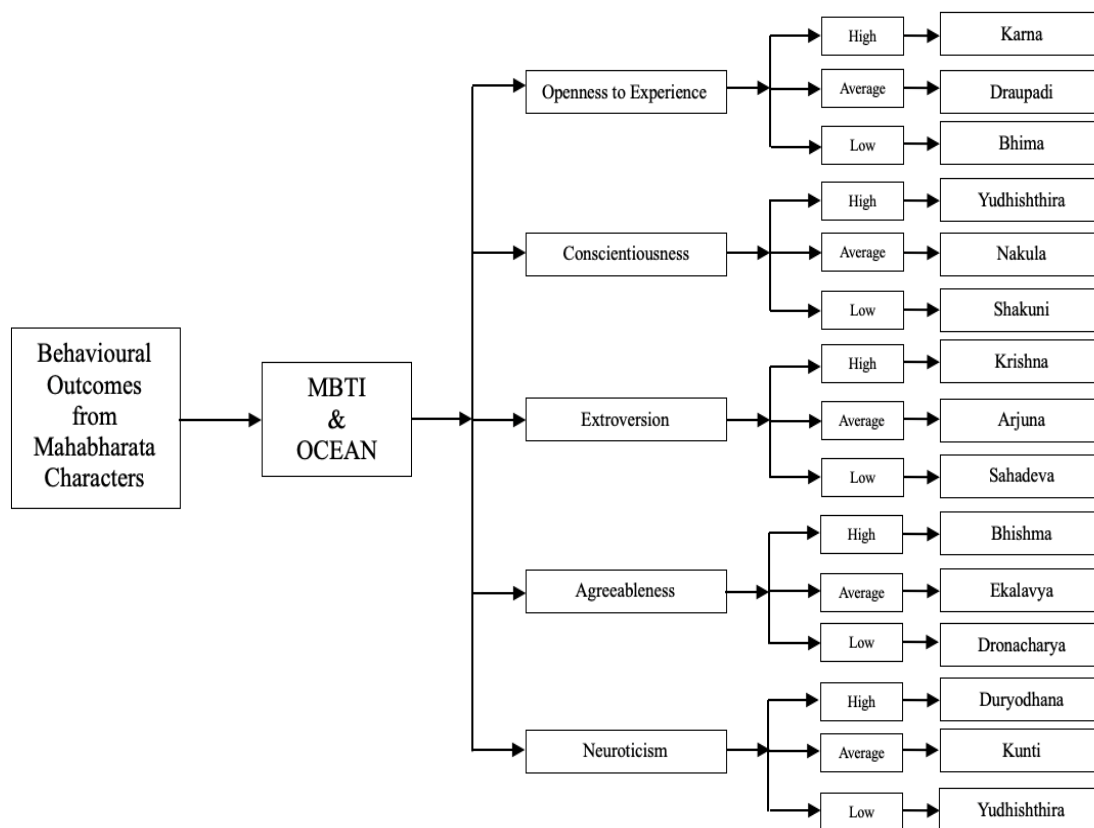 Behavioural
Outcomes
from
Mahabharata
Characters
MBTI
&
OCEAN
Openness to Experience
High
Karna
Average
Draupadi
Low
Bhima
Conscientiousness
High
Yudhishthira
Average
Nakula
Low
Shakuni
Extroversion
High
Krishna
Average
Arjuna
Low
Sahadeva
Agreeableness
High
Bhishma
Average
Ekalavya
Low
Dronacharya
Neuroticism
High
Duryodhana
Average
Kunti
Low
Yudhishthira